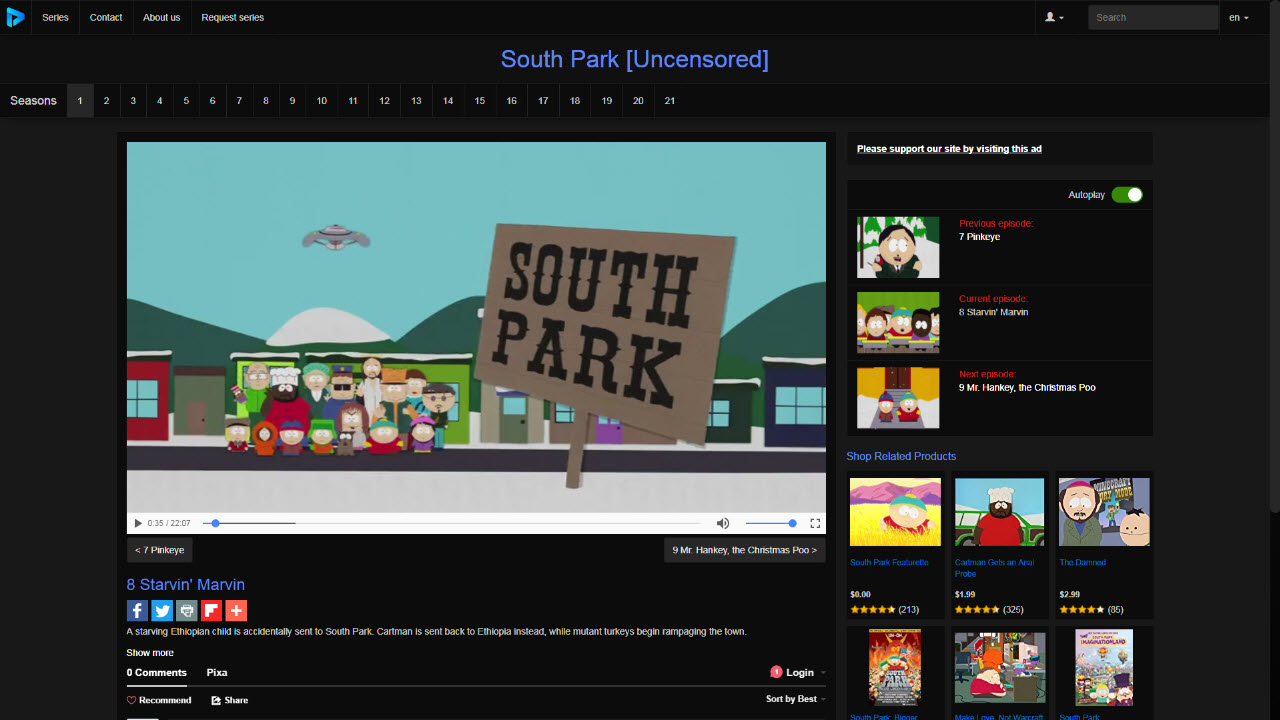 Series
Contact
About us
Request series
Search
en
South Park [Uncensored]
Seasons 1 2 3 4 5 6 7 8 9 10 11 12 13 14 15 16 17 18 19 20 21
SOUTH
PARK
0:35 / 22:07
< 7 Pinkeye
9 Mr. Hankey, the Christmas Poo >
8 Starvin' Marvin
A starving Ethiopian child is accidentally sent to South Park. Cartman is sent back to Ethiopia instead, while mutant turkeys begin rampaging the town.
Show more
0 Comments
Pixa
1
Login
Recommend
Share
Sort by Best
Please support our site by visiting this ad
Autoplay
Previous episode:
7 Pinkeye
Current episode:
8 Starvin' Marvin
Next episode:
9 Mr. Hankey, the Christmas Poo
Shop Related Products
South Park Featurette
$0.00
(213)
Cartman Gets an Anal
Probe
$1.99
(325)
MINECRAFT
The Damned
$2.99
(85)
SOUTH
PARK
IMAGINATIONLAND
South Park: Bigger
Make Love, Not Warcraft
South Park